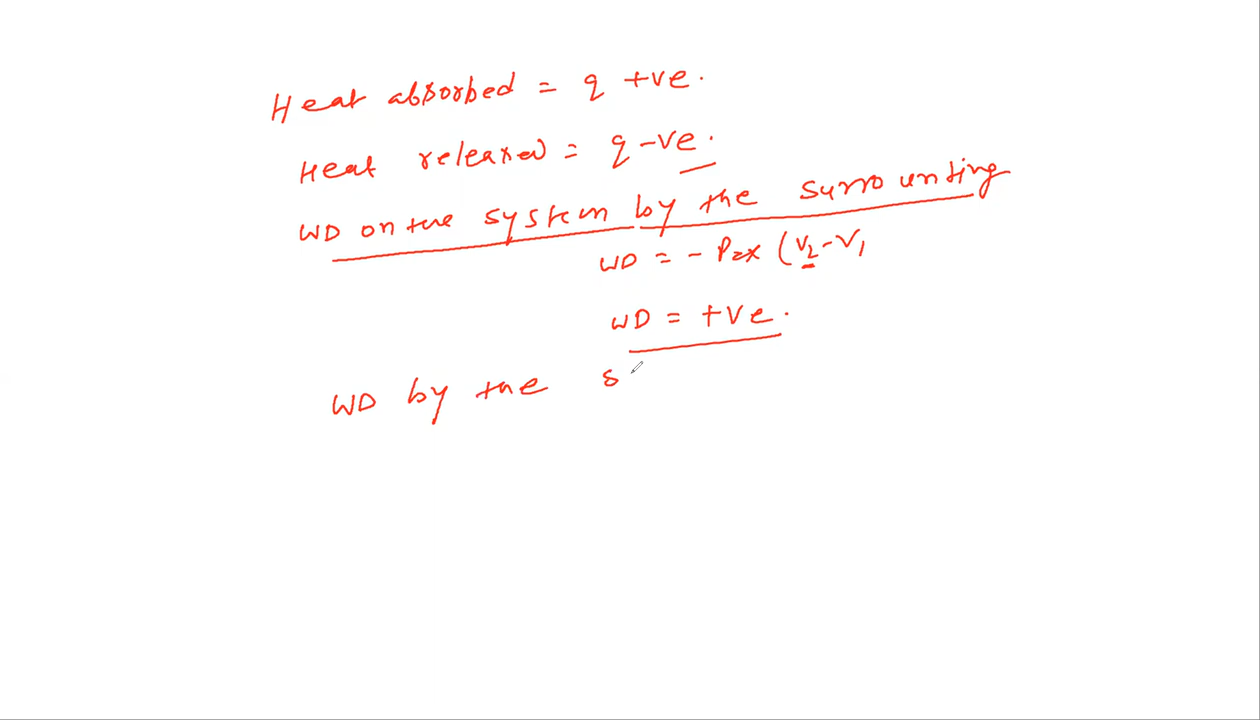 Heat absorbed = q +ve.
Heat released = q -ve.
WD on the system by the surrounting
WD = - Pex (V2-V1
WD = +ve.
WD by the s